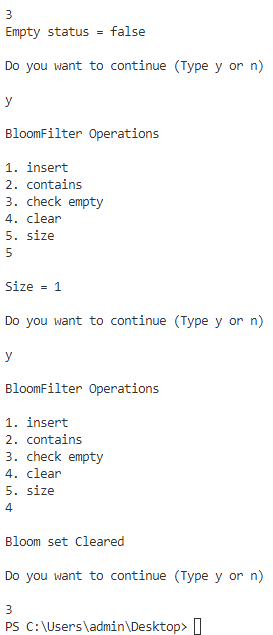 3
Empty status = false
Do you want to continue (Type y or n)
y
BloomFilter Operations
1. insert
2. contains
3. check empty
4. clear
5. size
5
Size = 1
Do you want to continue (Type y or n)
y
BloomFilter Operations
1. insert
2. contains
3. check empty
4. clear
5. size
4
Bloom set Cleared
Do you want to continue (Type y or n)
3
PS C:\Users\admin\Desktop>